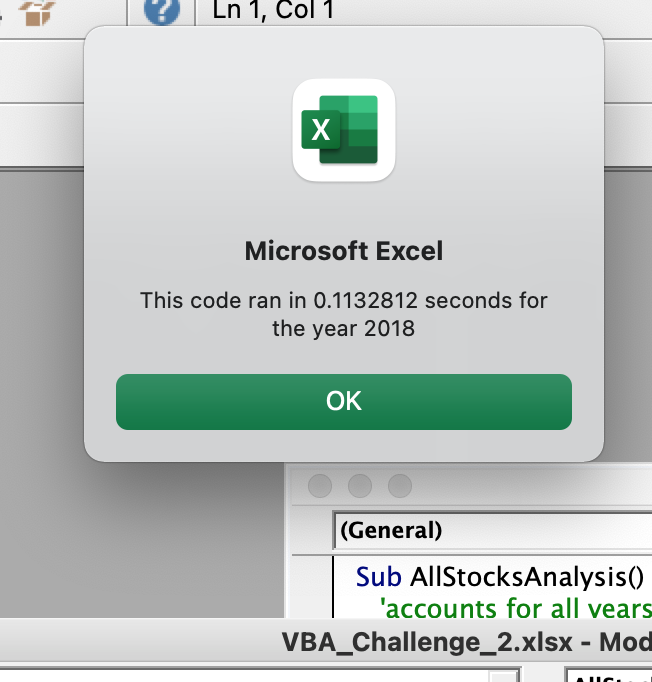 Ln 1, Col 1
?
X
Microsoft Excel
This code ran in 0.1132812 seconds for
the year 2018
OK
(General)
Sub AllStocksAnalysis()
'accounts for all years
VBA_Challenge_2.xlsx - Mod